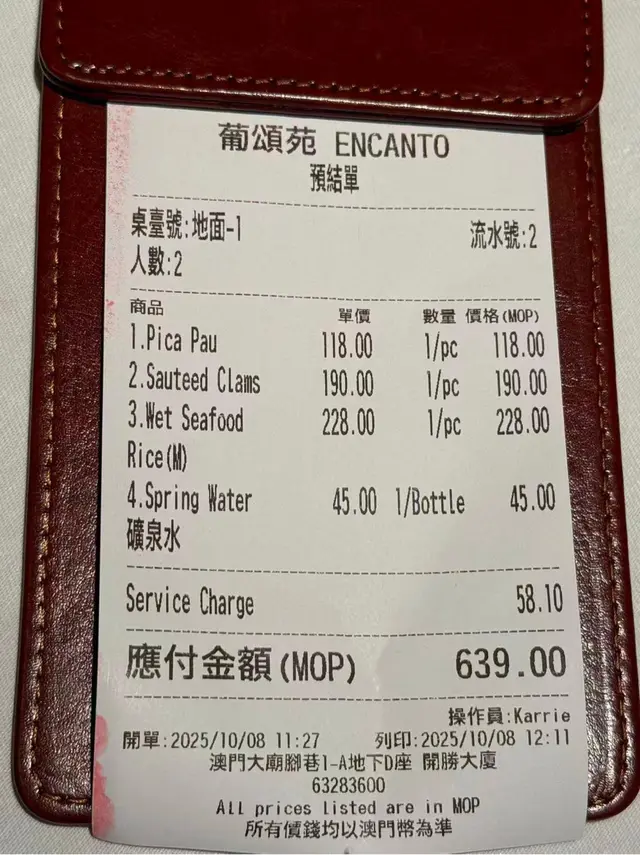 葡頌苑 ENCANTO
預結單
桌臺號:地面-1 流水號:2
人數:2
商品 單價 數量 價格(MOP)
1.Pica Pau 118.00 1/pc 118.00
2.Sauteed Clams 190.00 1/pc 190.00
3.Wet Seafood 228.00 1/pc 228.00
Rice(M)
4.Spring Water 45.00 1/Bottle 45.00
礦泉水
Service Charge 58.10
應付金額(MOP) 639.00
操作員:Karrie
開單:2025/10/08 11:27 列印:2025/10/08 12:11
澳門大廟腳巷1-A地下D座 開勝大廈
63283600
All prices listed are in MOP
所有價錢均以澳門幣為準